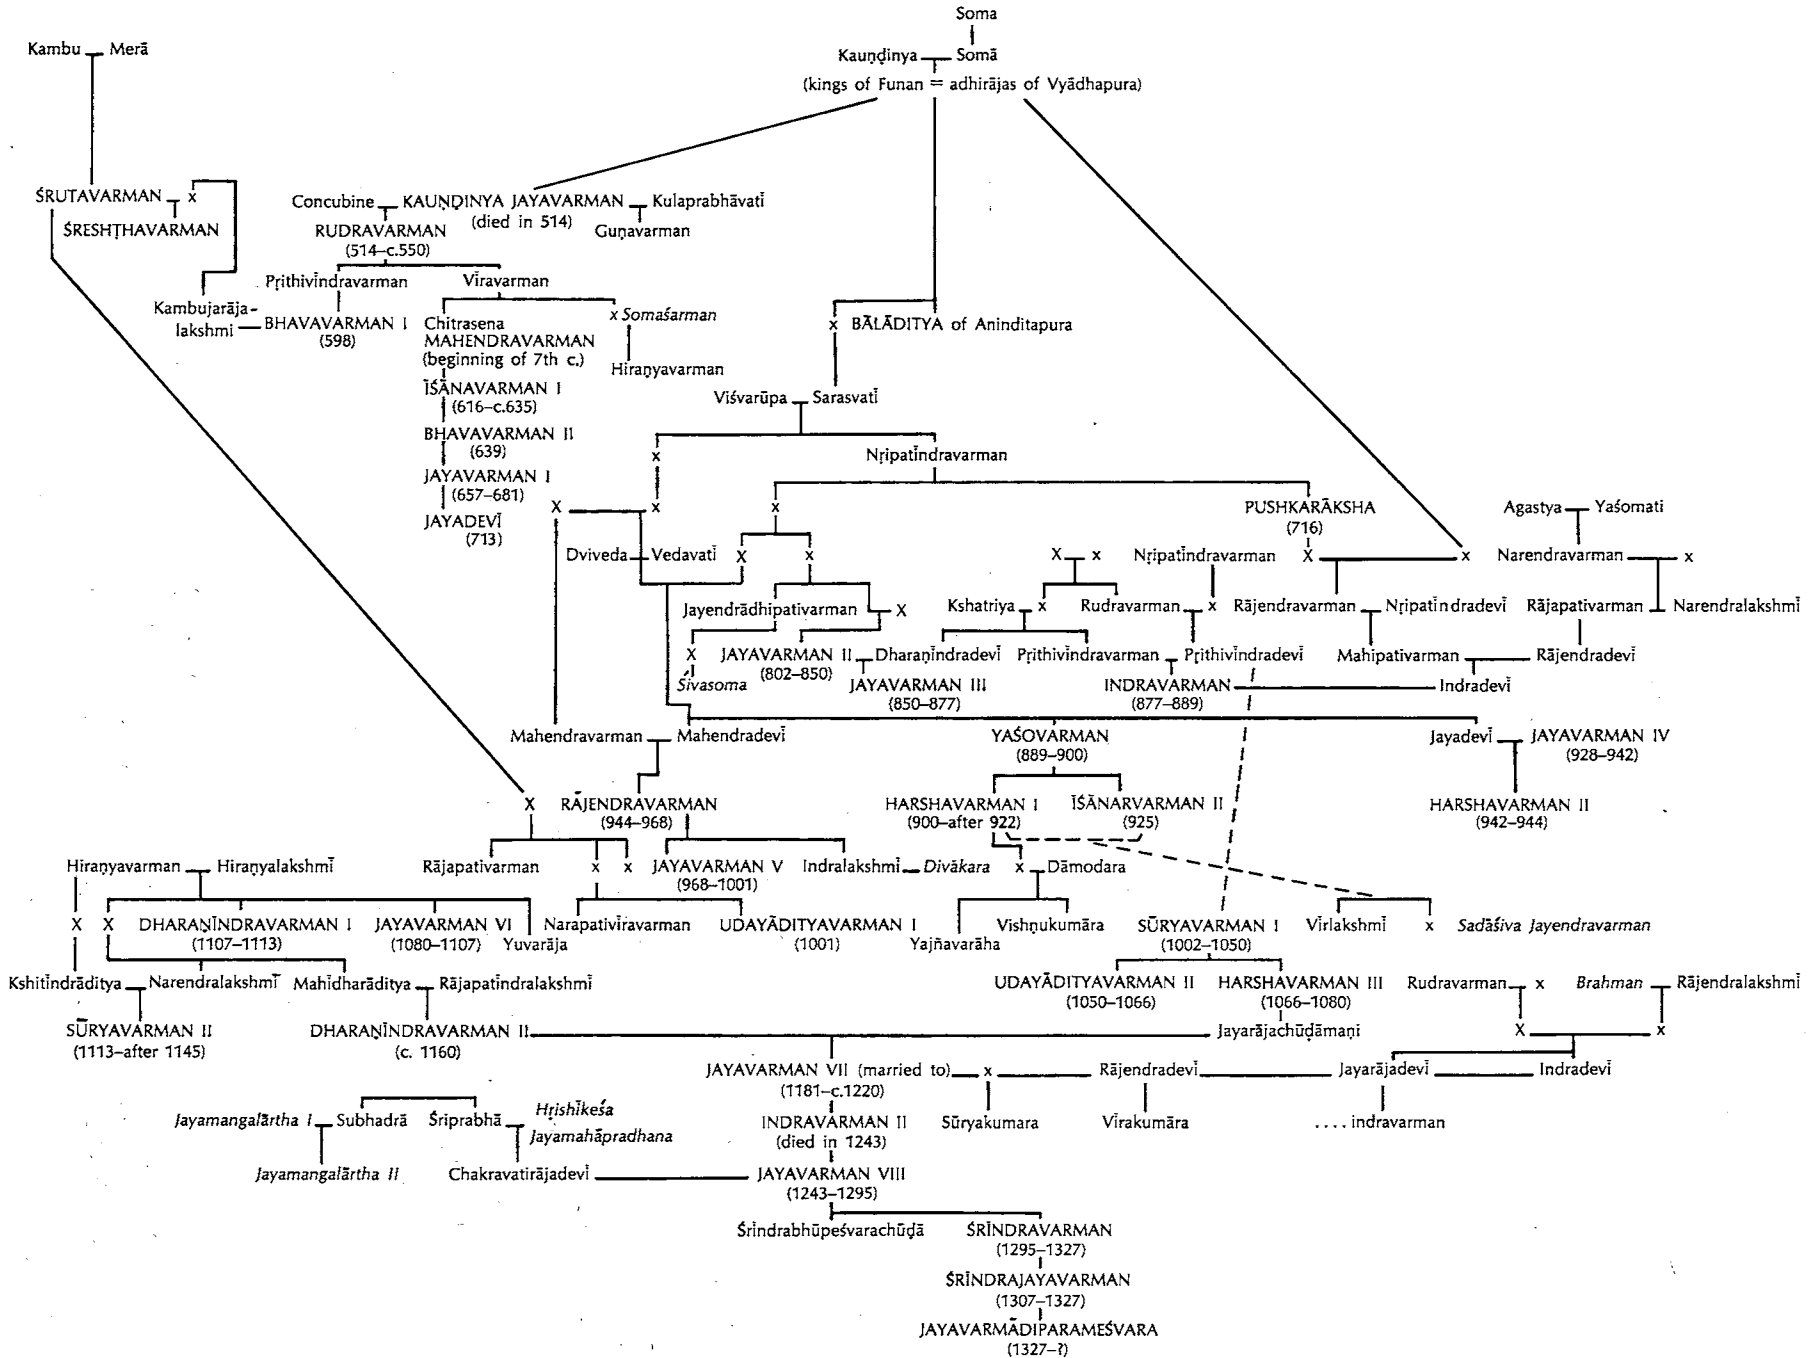 Soma
Kambu Merā
Kauṇḍinya Somā
(kings of Funan = adhirājas of Vyādhapura)
ŚRUTAVARMAN x
Concubine KAUṆḌINYA JAYAVARMAN Kulaprabhāvatī
(died in 514)
ŚRESHṬHAVARMAN
RUDRAVARMAN
(514–c.550)
Guṇavarman
Pṛithivīndravarman Vīravarman
Kambujarāja-
lakshmi
BHAVAVARMAN I
(598)
Chitrasena
MAHENDRAVARMAN
(beginning of 7th c.)
x Somaśarman
Hiraṇyavarman
x BĀLĀDITYA of Aninditapura
ĪŚĀNAVARMAN I
(616–c.635)
Viśvarūpa Sarasvatī
BHAVAVARMAN II
(639)
x Nṛipatīndravarman
JAYAVARMAN I
(657–681)
JAYADEVĪ
(713)
X x x PUSHKARĀKSHA
(716)
Agastya Yaśomati
Dviveda Vedavatī X x X x Nṛipatīndravarman X x Narendravarman x
Jayendrādhipativarman X Kshatriya x Rudravarman x Rājendravarman Nṛipatīndradevī Rājapativarman Narendralakshmī
X JAYAVARMAN II Dharaṇīndradevī Pṛithivīndravarman Pṛithivīndradevī Mahipativarman Rājendradevī
(802–850)
Śivasoma JAYAVARMAN III INDRAVARMAN Indradevī
(850–877) (877–889)
Mahendravarman Mahendradevī YAŚOVARMAN Jayadevī JAYAVARMAN IV
(889–900) (928–942)
X RĀJENDRAVARMAN HARSHAVARMAN I ĪŚĀNARVARMAN II HARSHAVARMAN II
(944–968) (900–after 922) (925) (942–944)
Hiraṇyavarman Hiraṇyalakshmī Rājapativarman x x JAYAVARMAN V Indralakshmī Divākara x Dāmodara
(968–1001)
X X DHARAṆĪNDRAVARMAN I JAYAVARMAN VI Yuvarāja Narapatīvīravarman UDAYĀDITYAVARMAN I Yajñavarāha Vishṇukumāra SŪRYAVARMAN I Vīrlakshmī x Sadāśiva Jayendravarman
(1107–1113) (1080–1107) (1001) (1002–1050)
Kshitīndrāditya Narendralakshmī Mahīdharāditya Rājapatīndralakshmī UDAYĀDITYAVARMAN II HARSHAVARMAN III Rudravarman x Brahman Rājendralakshmī
(1050–1066) (1066–1080)
SŪRYAVARMAN II DHARAṆĪNDRAVARMAN II Jayarājachūḍāmaṇi X x
(1113–after 1145) (c. 1160)
JAYAVARMAN VII (married to) x Rājendradevī Jayarājadevī Indradevī
(1181–c.1220)
Jayamangalārtha I Subhadrā Śriprabhā Hṛishīkeśa
Jayamahāpradhana
INDRAVARMAN II Sūryakumara Vīrakumāra ....indravarman
(died in 1243)
Jayamangalārtha II Chakravatirājadevī JAYAVARMAN VIII
(1243–1295)
Śrīndrabhūpeśvarachūḍā ŚRĪNDRAVARMAN
(1295–1327)
ŚRĪNDRAJAYAVARMAN
(1307–1327)
JAYAVARMĀDIPARAMEŚVARA
(1327–?)